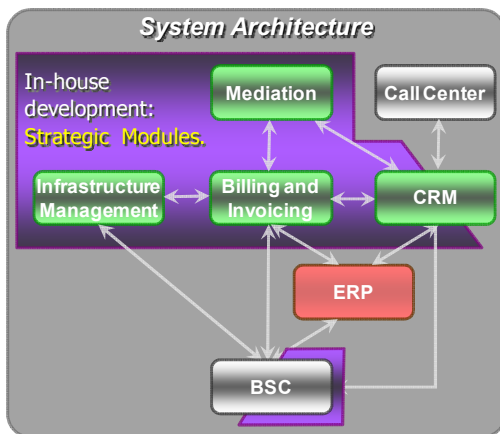 System Architecture
In-house
development:
Strategic Modules.
Mediation
Call Center
Infrastructure
Management
Billing and
Invoicing
CRM
ERP
BSC